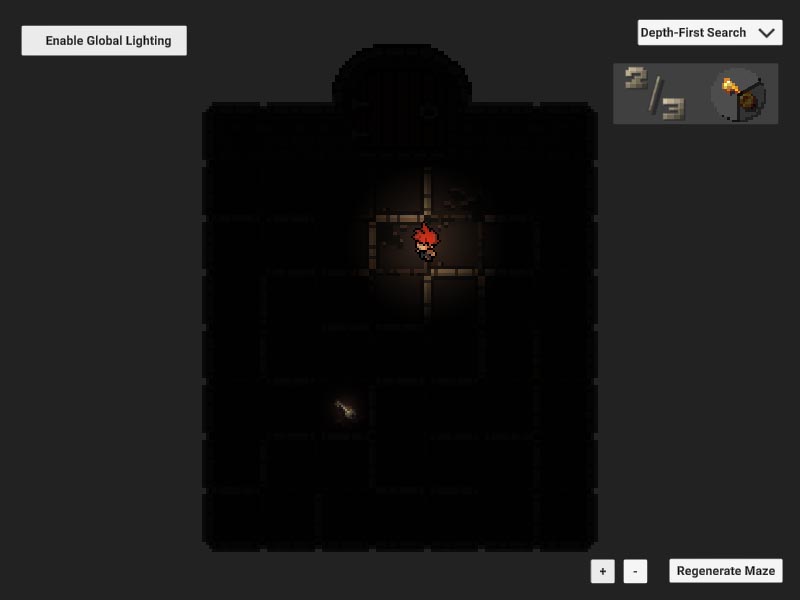 Enable Global Lighting
Depth-First Search
2/3
+
-
Regenerate Maze